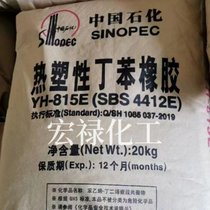 中国石化
SINOPEC
SINOPEC
热塑性丁苯橡胶
YH-815E (SBS 4412E)
执行标准(Standard):Q/SH 1055 037-2019
宏禄化工
净含量(Net Wt.):20kg
保质期(Exp.): 12个月(months)